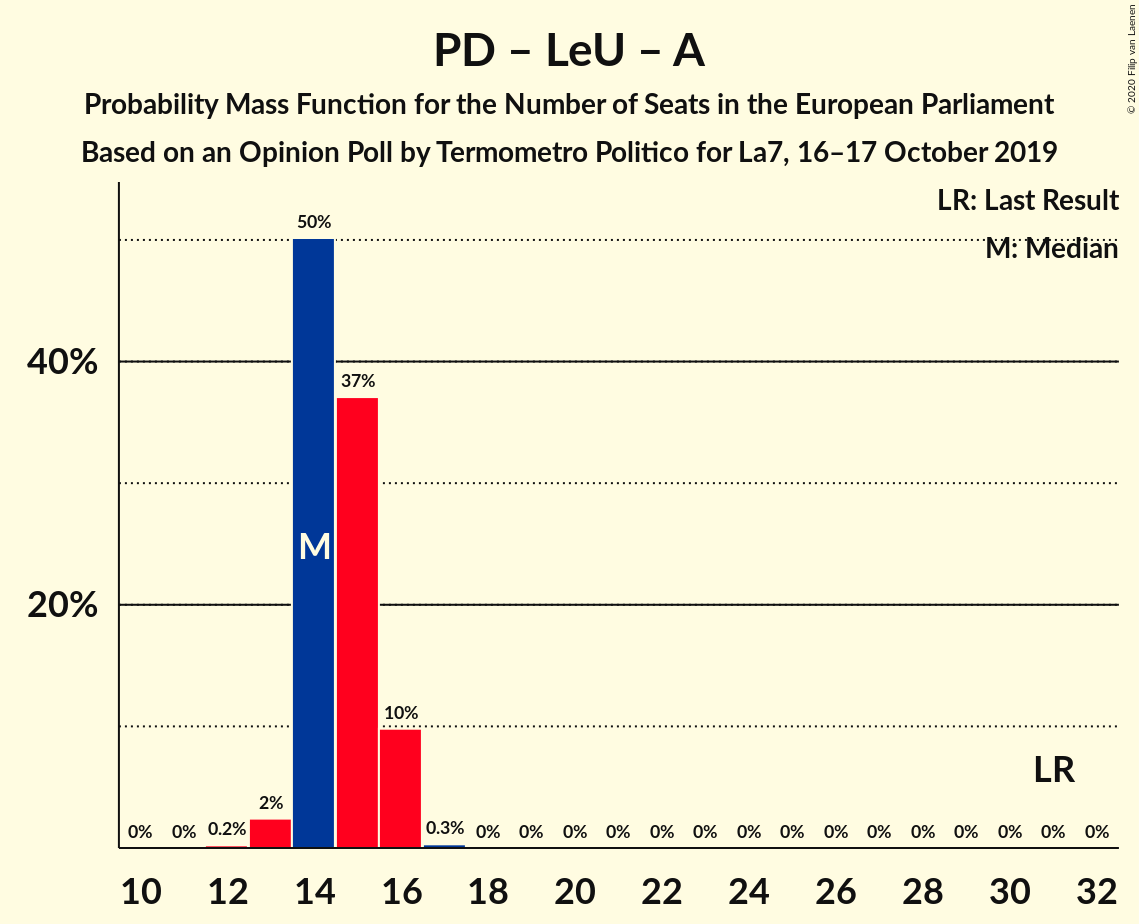 PD – LeU – A
Probability Mass Function for the Number of Seats in the European Parliament
Based on an Opinion Poll by Termometro Politico for La7, 16–17 October 2019
© 2020 Filip van Laenen
LR: Last Result
M: Median
50%
40%
37%
M
20%
10%
LR
0% 0% 0.2% 2% 0.3% 0% 0% 0% 0% 0% 0% 0% 0% 0% 0% 0% 0% 0% 0% 0%
10 12 14 16 18 20 22 24 26 28 30 32